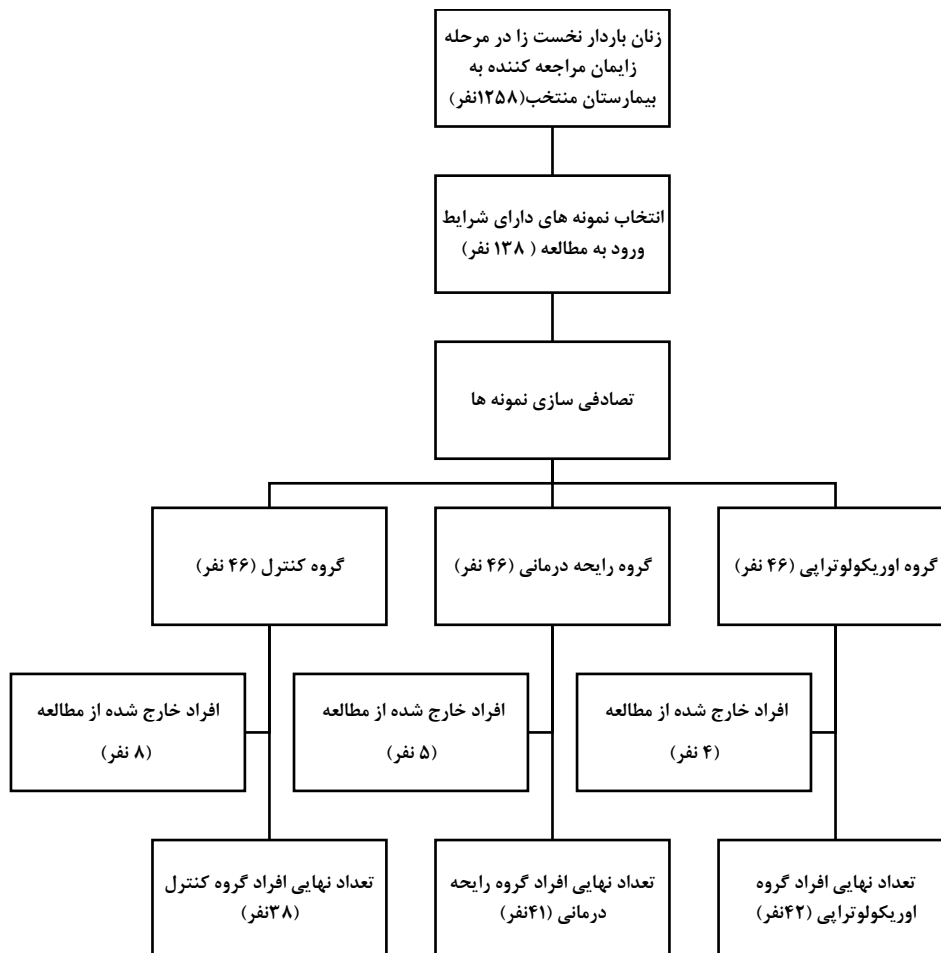 زنان باردار نخست زا در مرحله
زایمان مراجعه کننده به
بیمارستان منتخب(۱۲۵۸نفر)
انتخاب نمونه های دارای شرایط
ورود به مطالعه ( ۱۳۸ نفر)
تصادفی سازی نمونه ها
گروه اوریکولوتراپی (۴۶ نفر)
گروه رایحه درمانی (۴۶ نفر)
گروه کنترل (۴۶ نفر)
افراد خارج شده از مطالعه
(۴ نفر)
افراد خارج شده از مطالعه
(۵ نفر)
افراد خارج شده از مطالعه
(۸ نفر)
تعداد نهایی افراد گروه
اوریکولوتراپی (۴۲نفر)
تعداد نهایی افراد گروه رایحه
درمانی (۴۱نفر)
تعداد نهایی افراد گروه کنترل
(۳۸نفر)